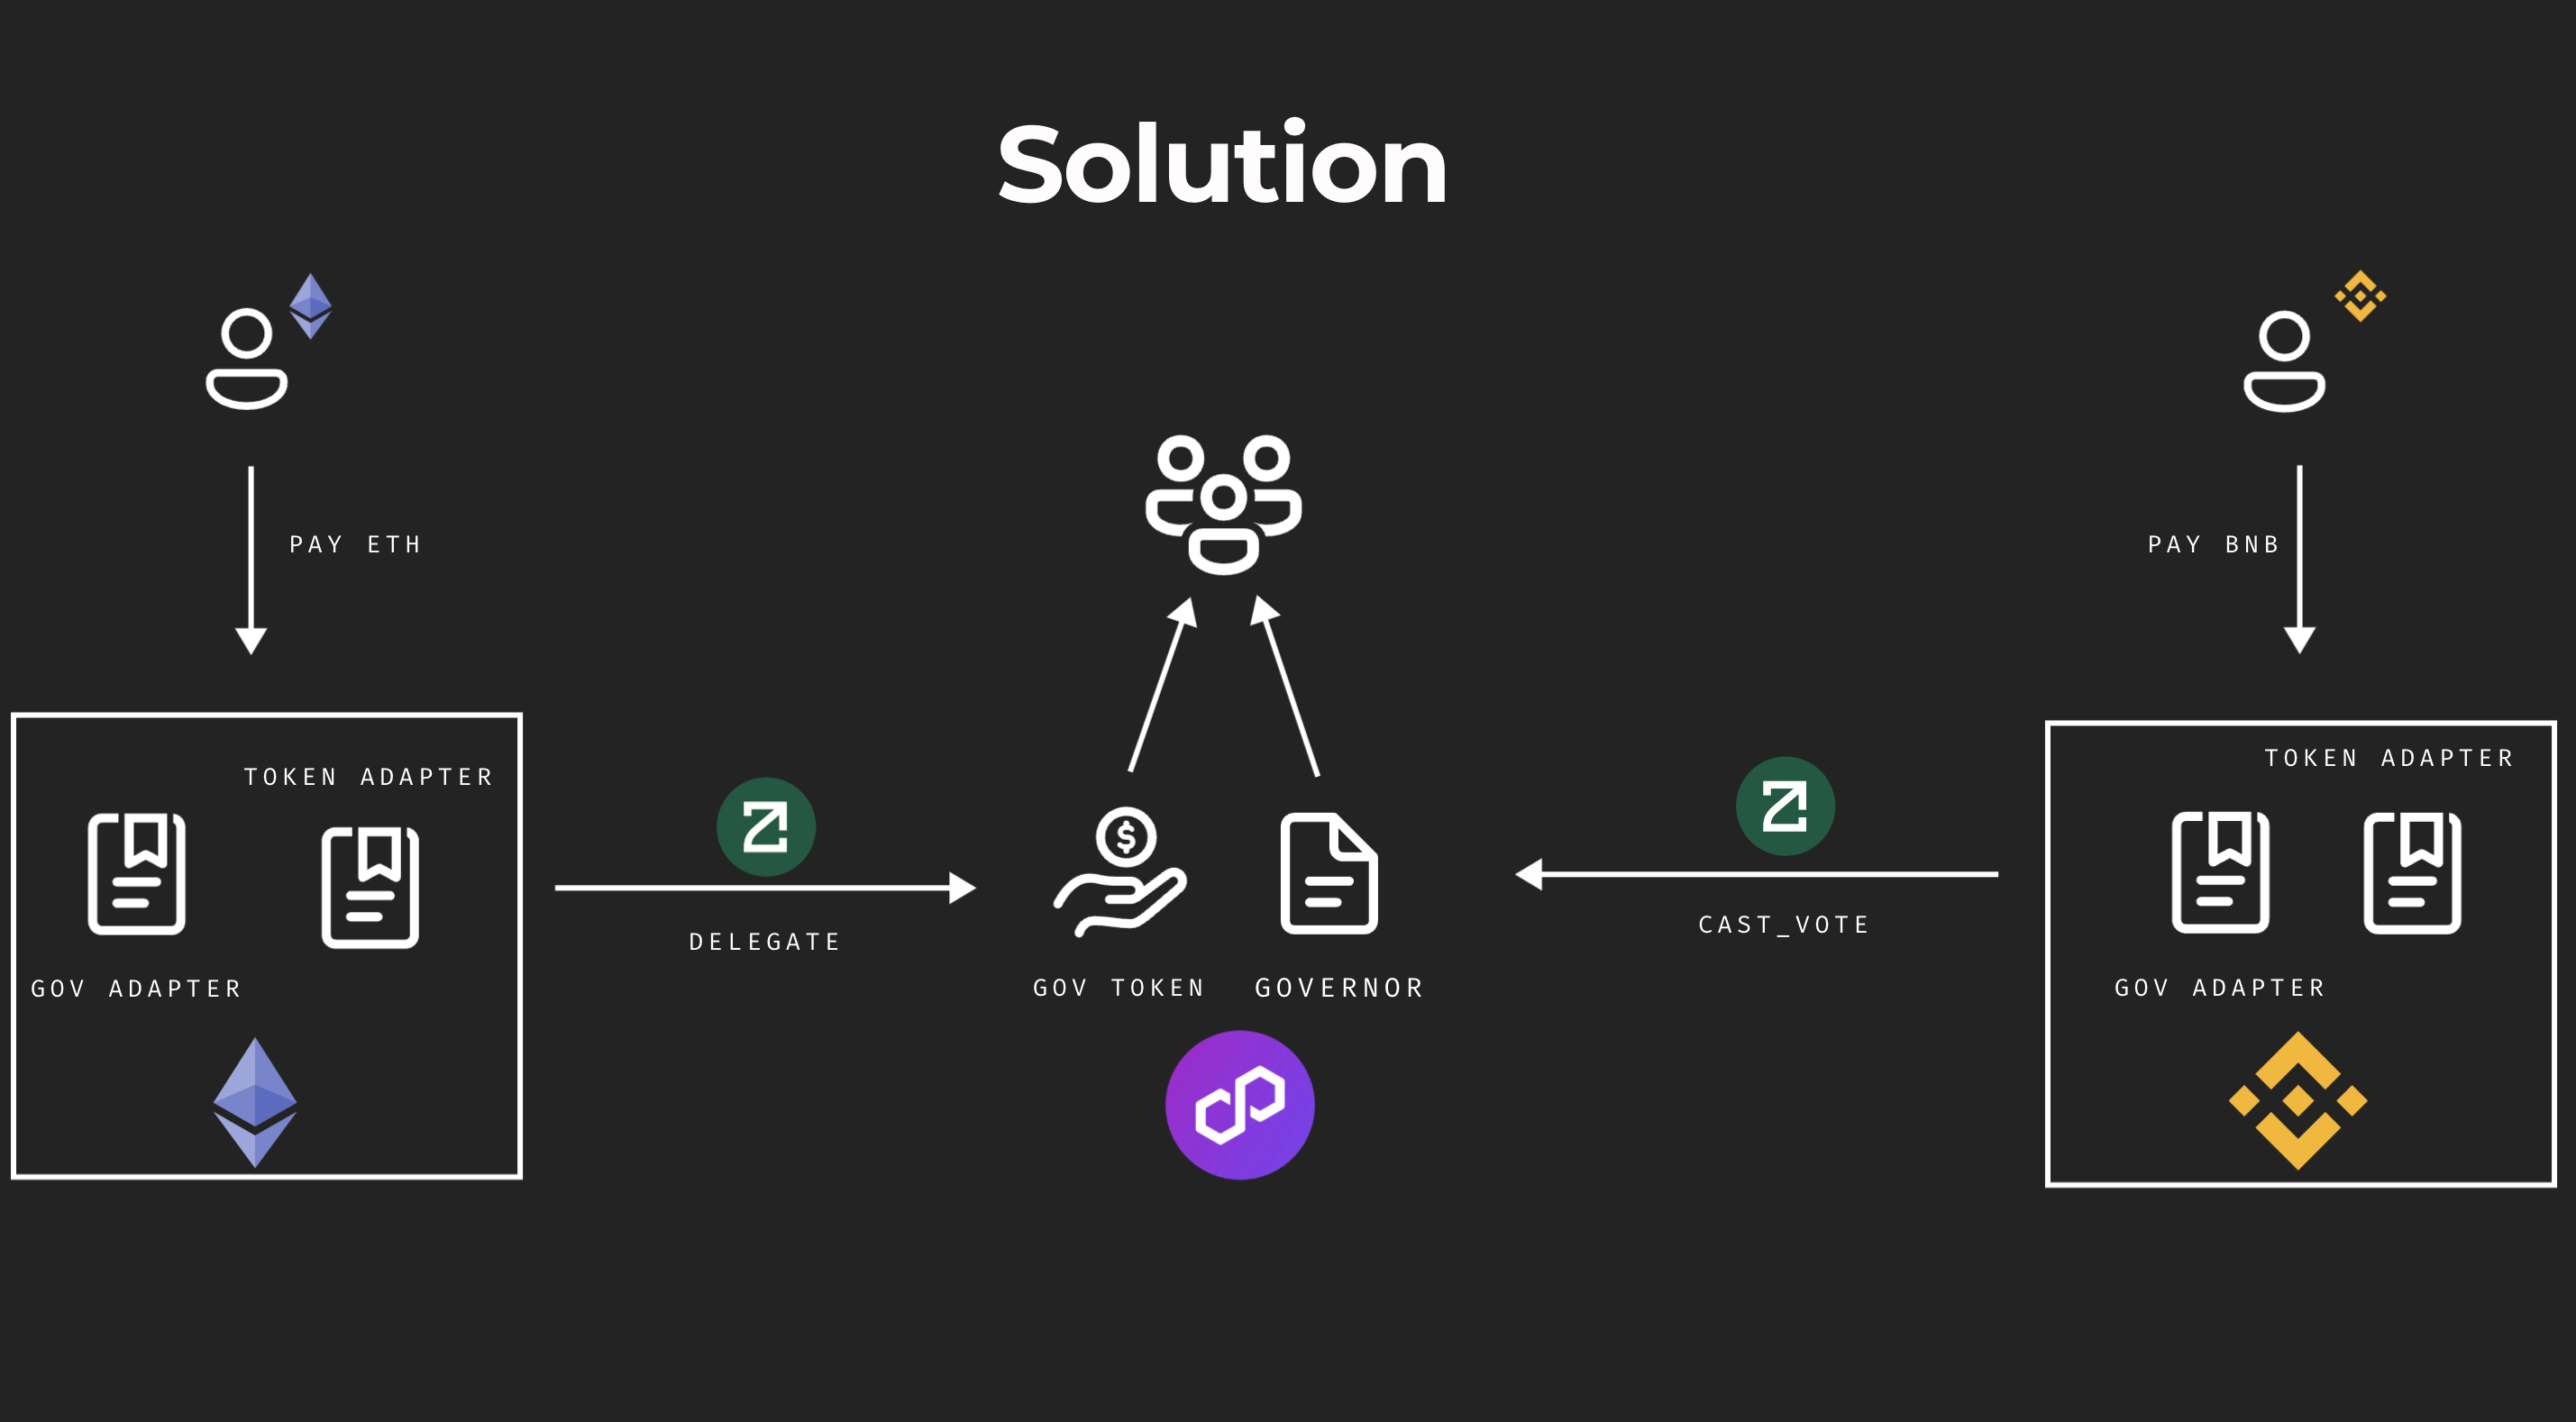 Solution
PAY ETH
PAY BNB
TOKEN ADAPTER
GOV ADAPTER
DELEGATE
GOV TOKEN
GOVERNOR
CAST_VOTE
TOKEN ADAPTER
GOV ADAPTER